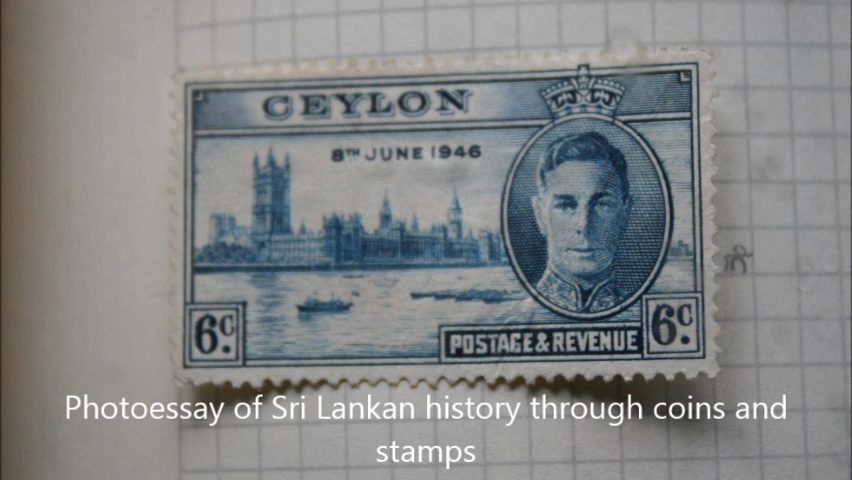 CEYLON
8TH JUNE 1946
6c.
POSTAGE & REVENUE
6c.
Photoessay of Sri Lankan history through coins and
stamps